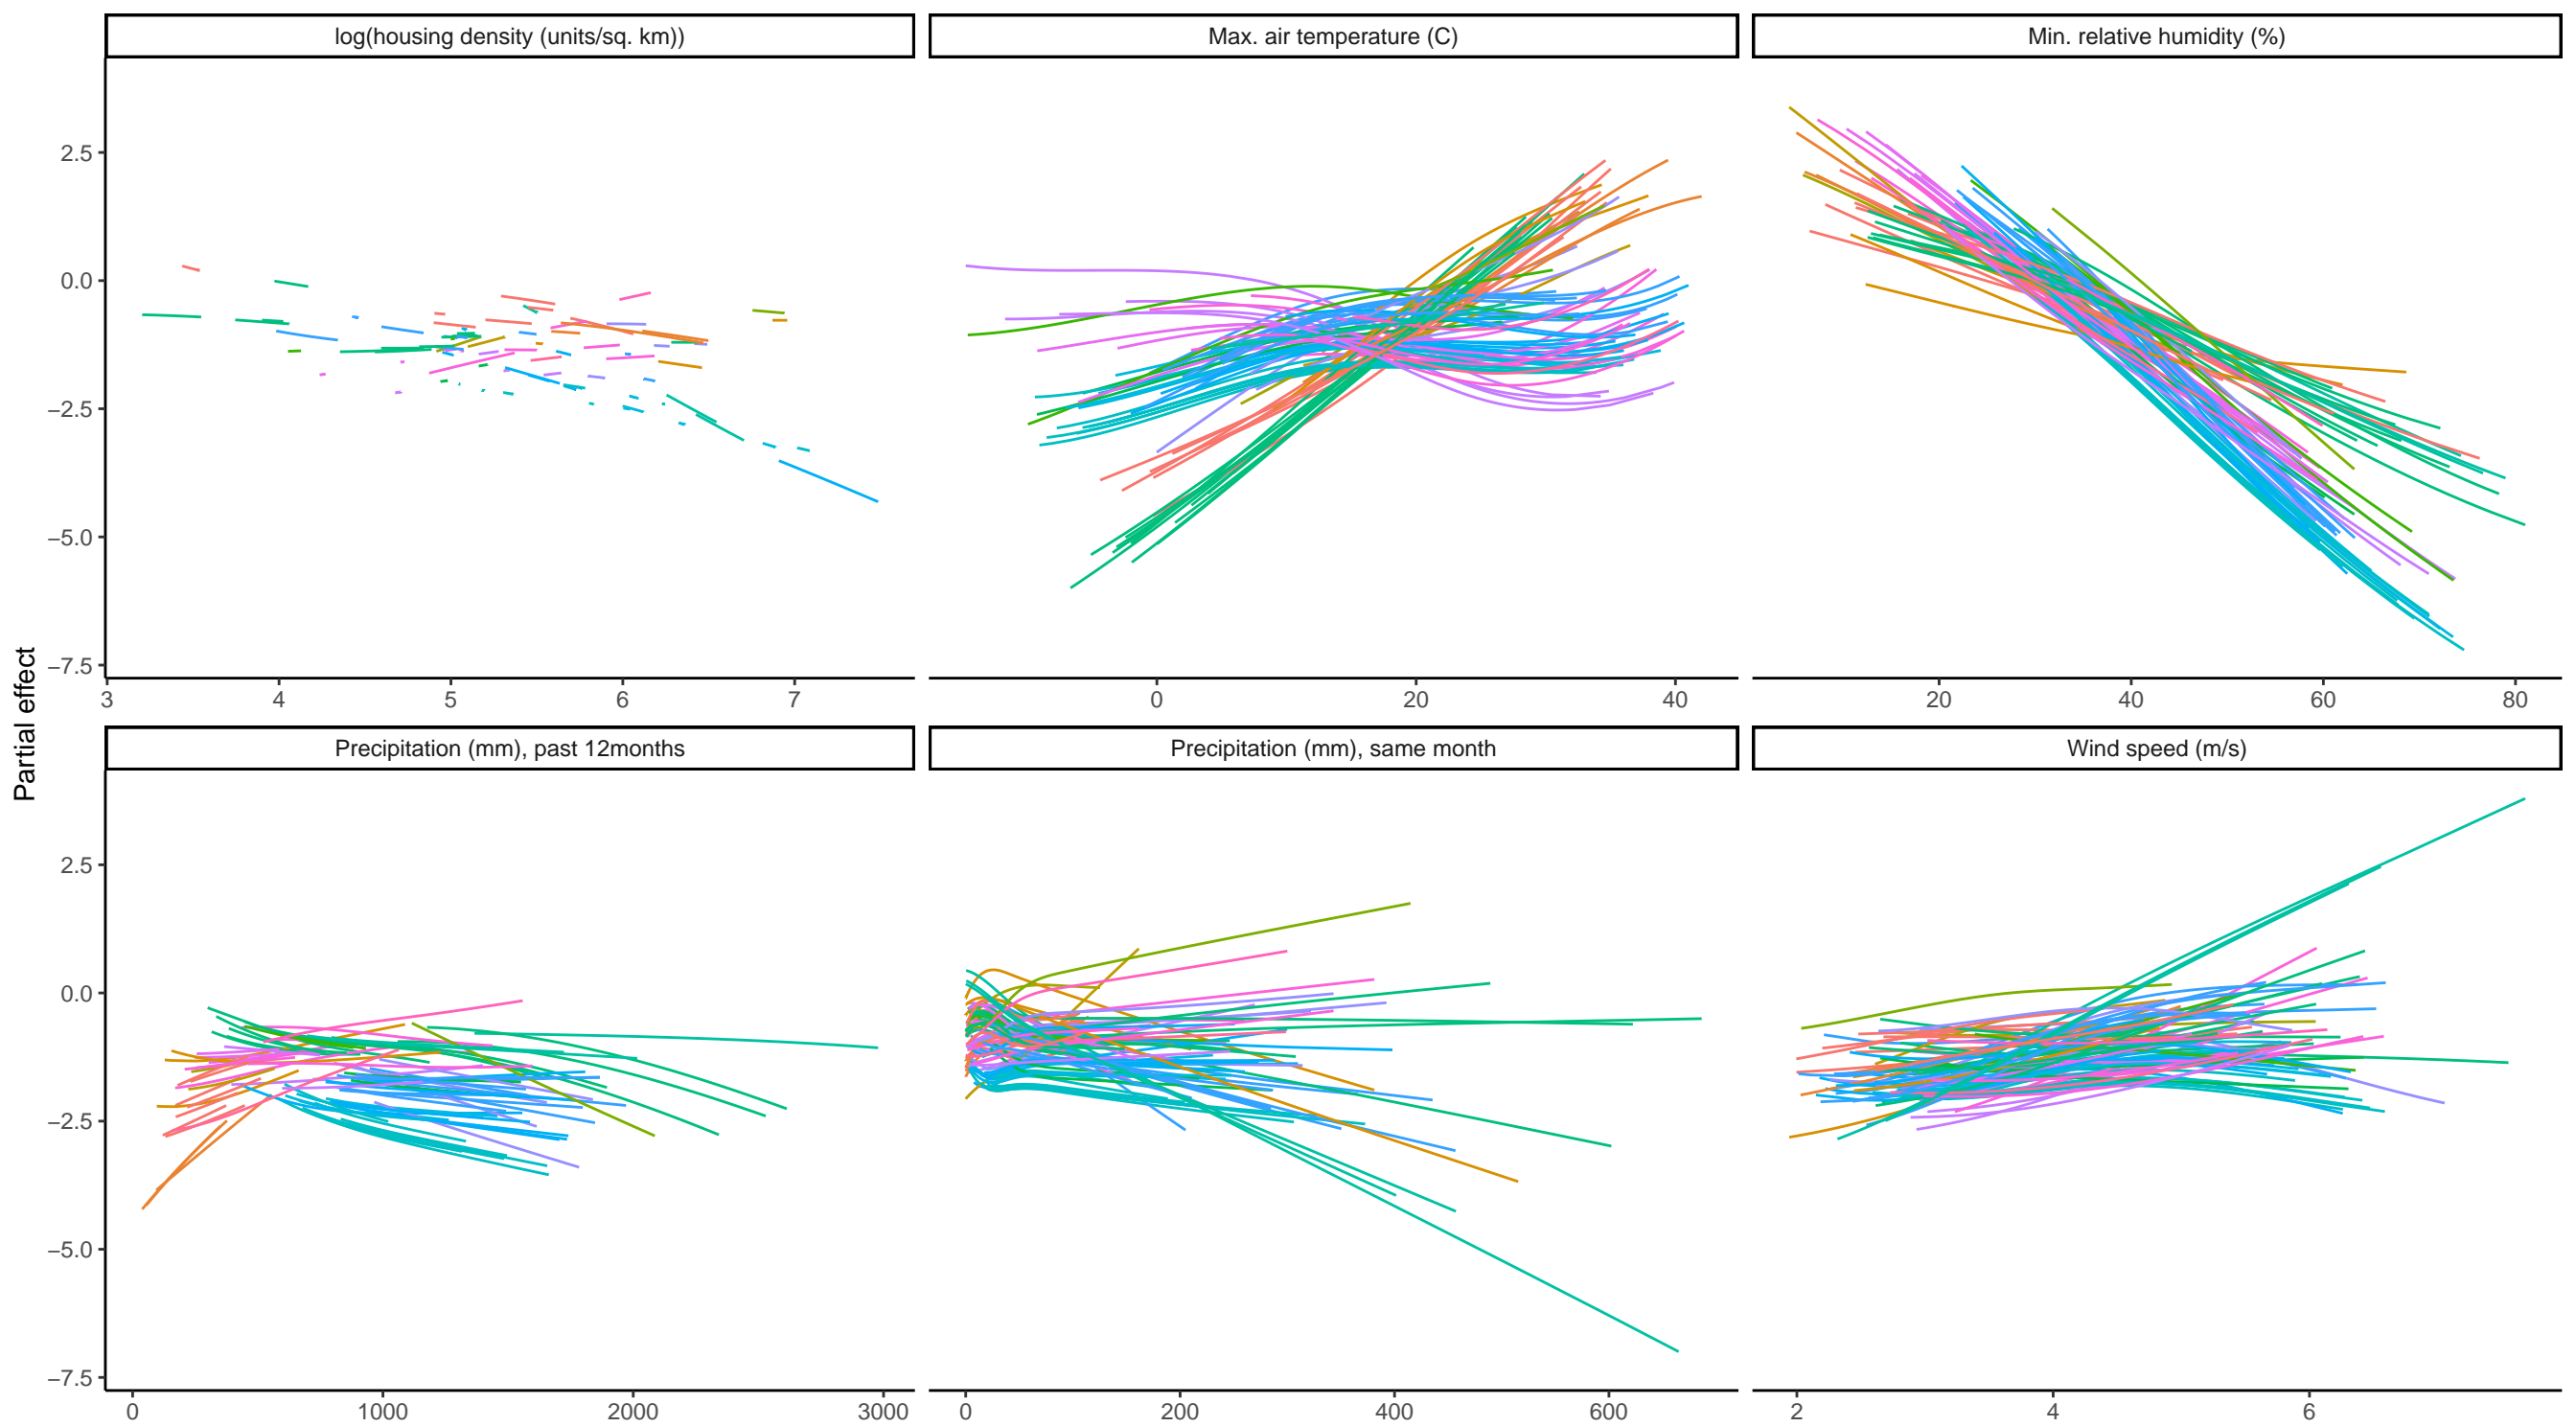 log(housing density (units/sq. km))
Max. air temperature (C)
Min. relative humidity (%)
2.5
0.0
−2.5
−5.0
−7.5
3 4 5 6 7
0 20 40
20 40 60 80
Partial effect
Precipitation (mm), past 12months
Precipitation (mm), same month
Wind speed (m/s)
2.5
0.0
−2.5
−5.0
−7.5
0 1000 2000 3000
0 200 400 600
2 4 6